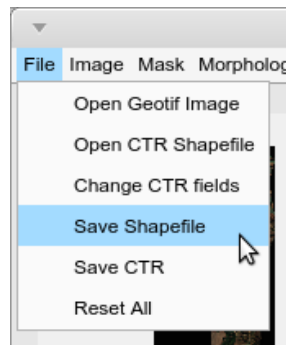 File Image Mask Morpholog
Open Geotif Image
Open CTR Shapefile
Change CTR fields
Save Shapefile
Save CTR
Reset All